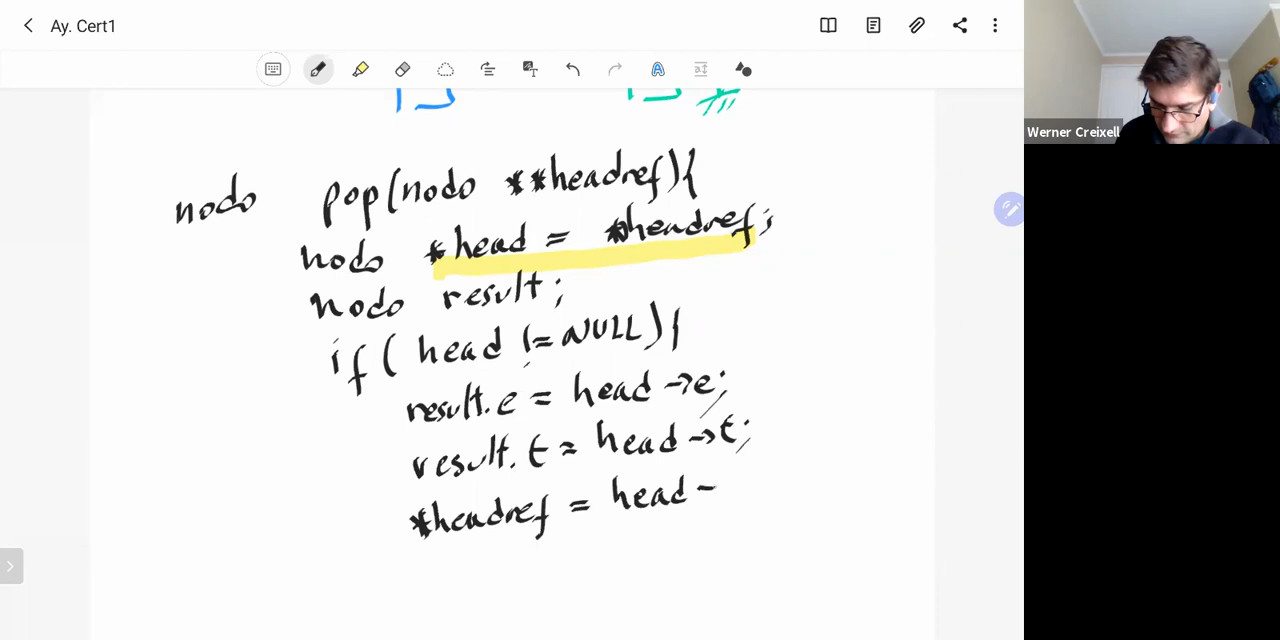 Ay. Cert1
Werner Creixell
nodo pop(nodo **headref){
nodo *head = *headref;
nodo result;
if( head != NULL){
result.e = head->e;
result.t = head->t;
*headref = head -